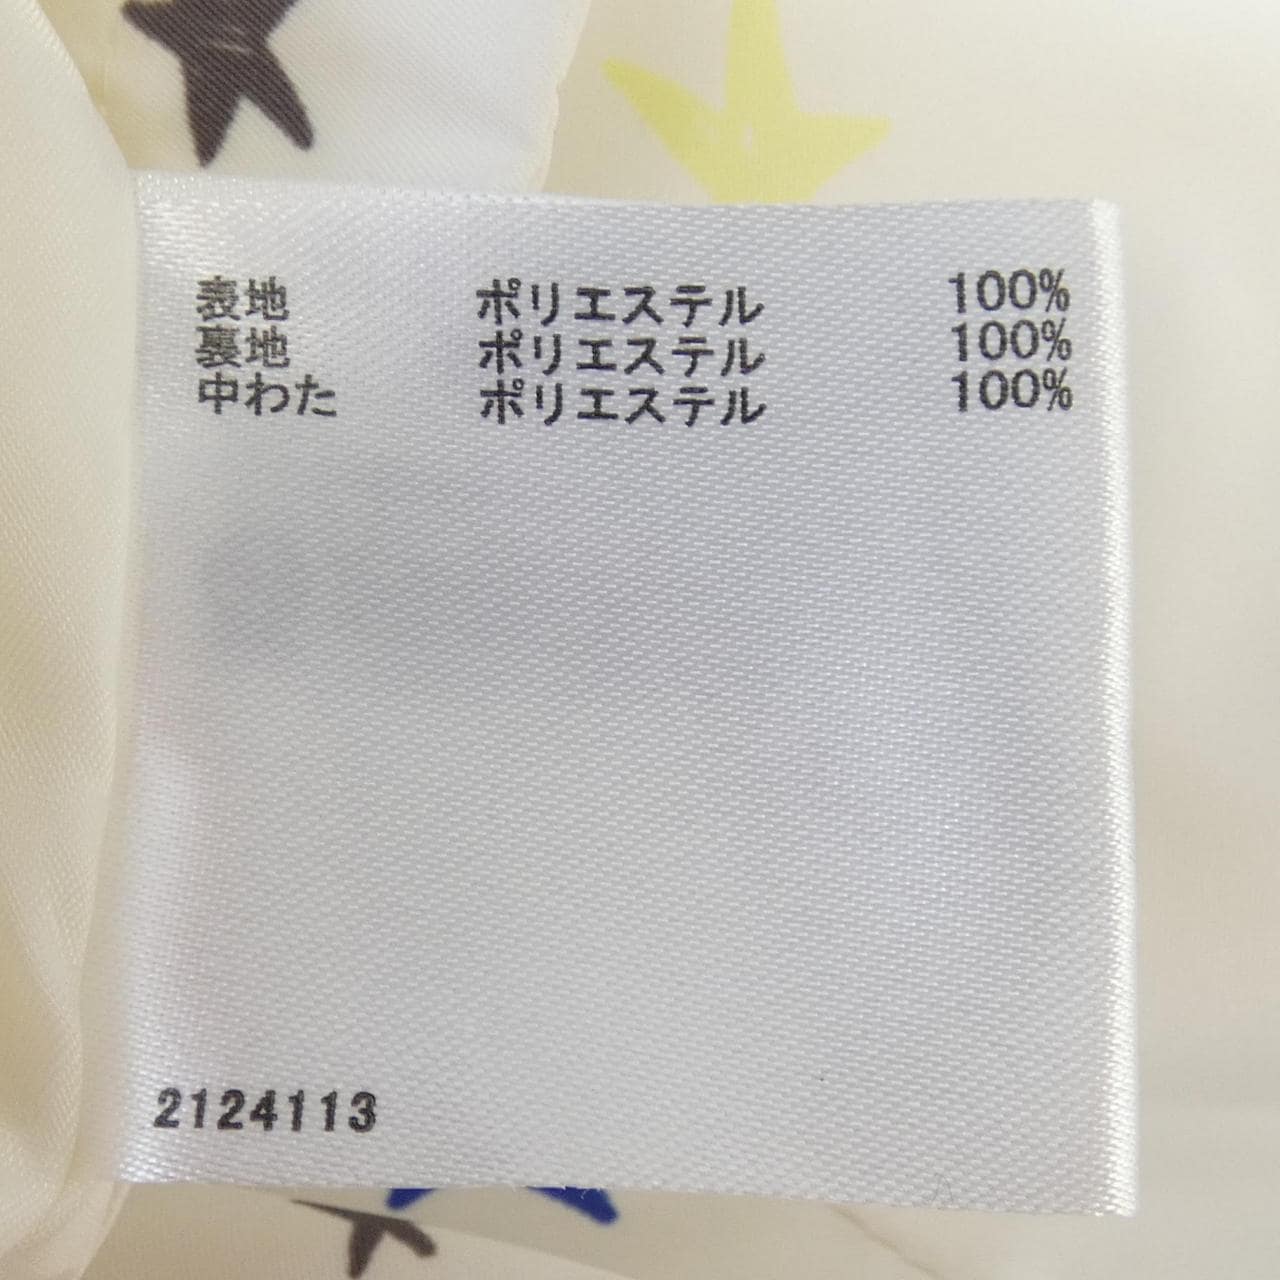 表地 ポリエステル 100%
裏地 ポリエステル 100%
中わた ポリエステル 100%
2124113